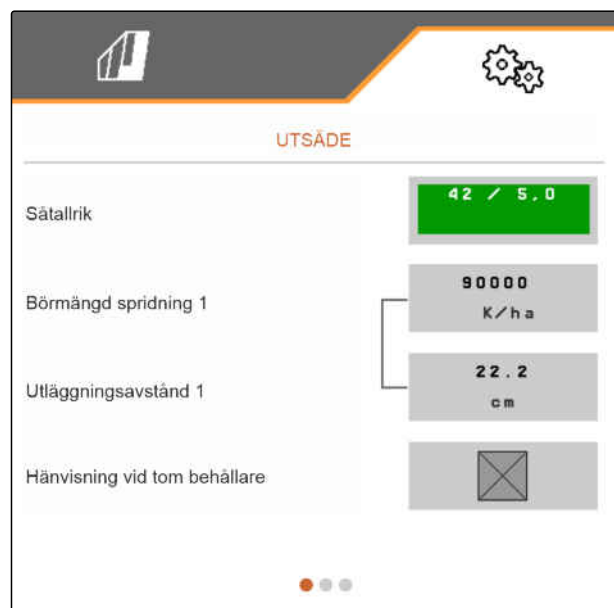 UTSÄDE
Såtallrik
42 / 5,0
Börmängd spridning 1
90000
K/ha
Utläggningsavstånd 1
22.2
cm
Hänvisning vid tom behållare